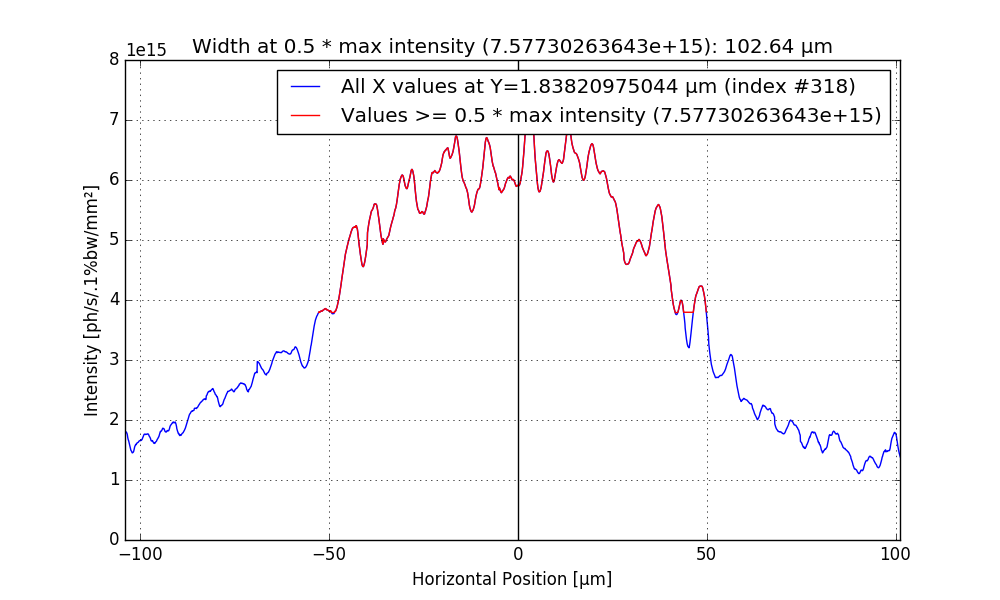 Width at 0.5 * max intensity (7.57730263643e+15): 102.64 µm
1e15
All X values at Y=1.83820975044 µm (index #318)
Values >= 0.5 * max intensity (7.57730263643e+15)
8
7
6
5
4
3
2
1
0
Intensity [ph/s/.1%bw/mm²]
−100
−50
0
50
100
Horizontal Position [µm]